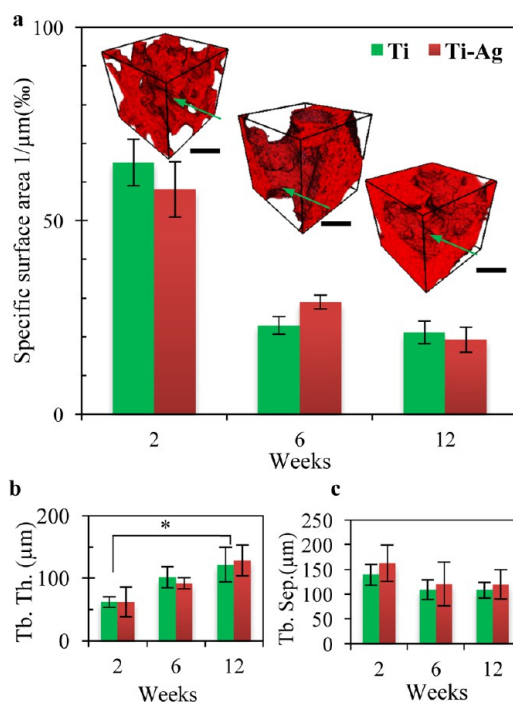 a
100
50
0
Specific surface area 1/µm(‰)
Ti
Ti-Ag
2
6
12
Weeks
b
200
100
0
Tb. Th. (µm)
*
2
6
12
Weeks
c
250
200
150
100
50
0
Tb. Sep.(µm)
2
6
12
Weeks